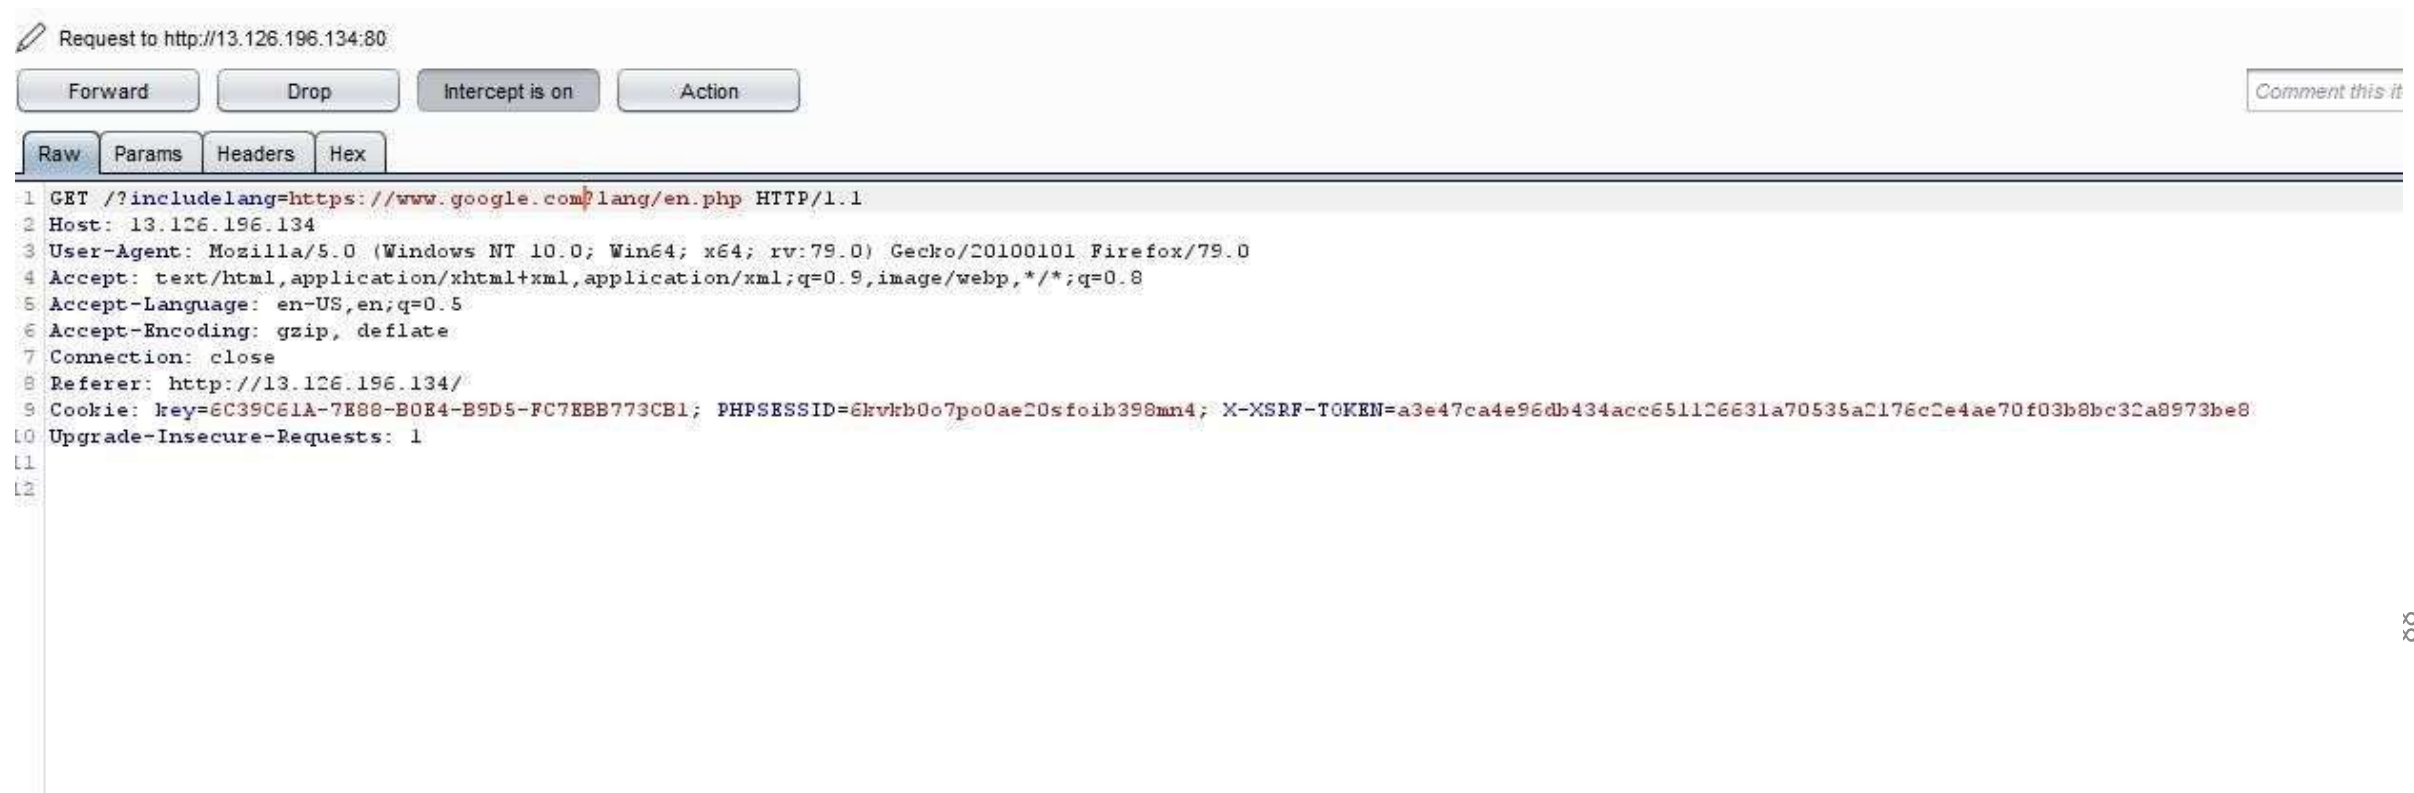 Request to http://13.126.196.134:80
Forward Drop Intercept is on Action Comment this it
Raw Params Headers Hex
1 GET /?includelang=https://www.google.com?lang/en.php HTTP/1.1
2 Host: 13.126.196.134
3 User-Agent: Mozilla/5.0 (Windows NT 10.0; Win64; x64; rv:79.0) Gecko/20100101 Firefox/79.0
4 Accept: text/html,application/xhtml+xml,application/xml;q=0.9,image/webp,*/*;q=0.8
5 Accept-Language: en-US,en;q=0.5
6 Accept-Encoding: gzip, deflate
7 Connection: close
8 Referer: http://13.126.196.134/
9 Cookie: key=6C39C61A-7E88-B0E4-B9D5-FC7EBB773CB1; PHPSESSID=6kvkb0o7po0ae20sfoib398mn4; X-XSRF-TOKEN=a3e47ca4e96db434acc651126631a70535a2176c2e4ae70f03b8bc32a8973be8
10 Upgrade-Insecure-Requests: 1
11
12